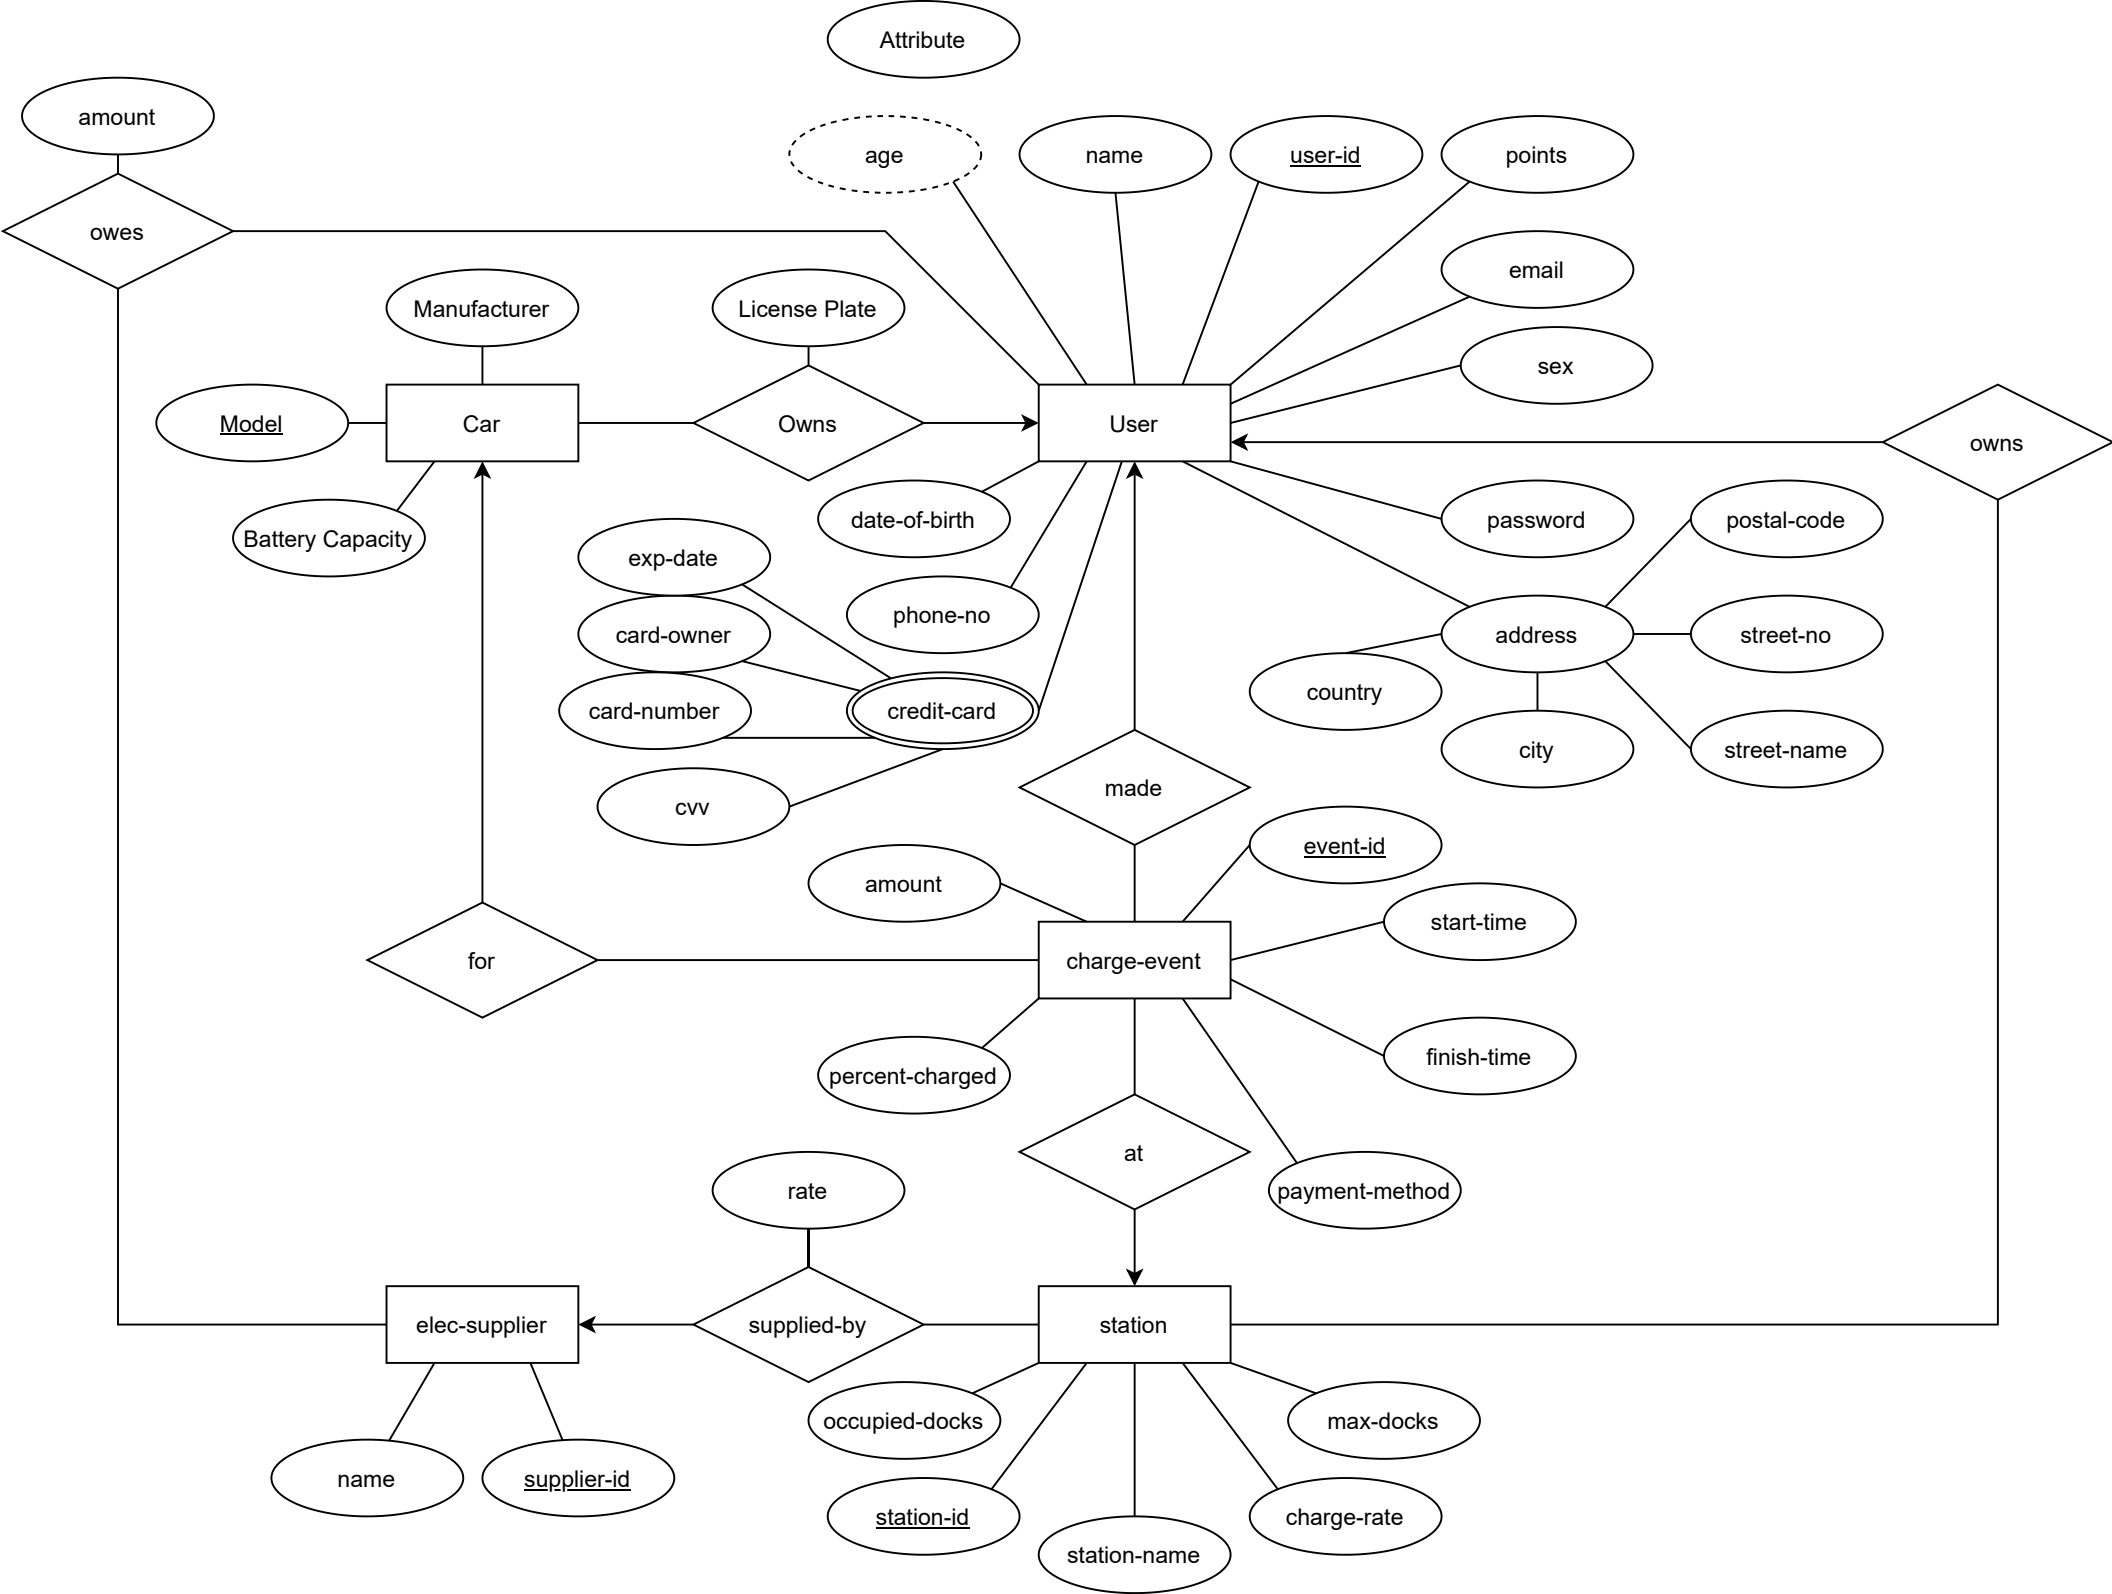 Attribute
amount
age
name
user-id
points
owes
email
Manufacturer
License Plate
sex
Model
Car
Owns
User
owns
Battery Capacity
date-of-birth
password
postal-code
exp-date
phone-no
card-owner
address
street-no
card-number
credit-card
country
city
street-name
cvv
made
amount
event-id
start-time
for
charge-event
percent-charged
finish-time
at
rate
payment-method
elec-supplier
supplied-by
station
occupied-docks
max-docks
name
supplier-id
station-id
charge-rate
station-name